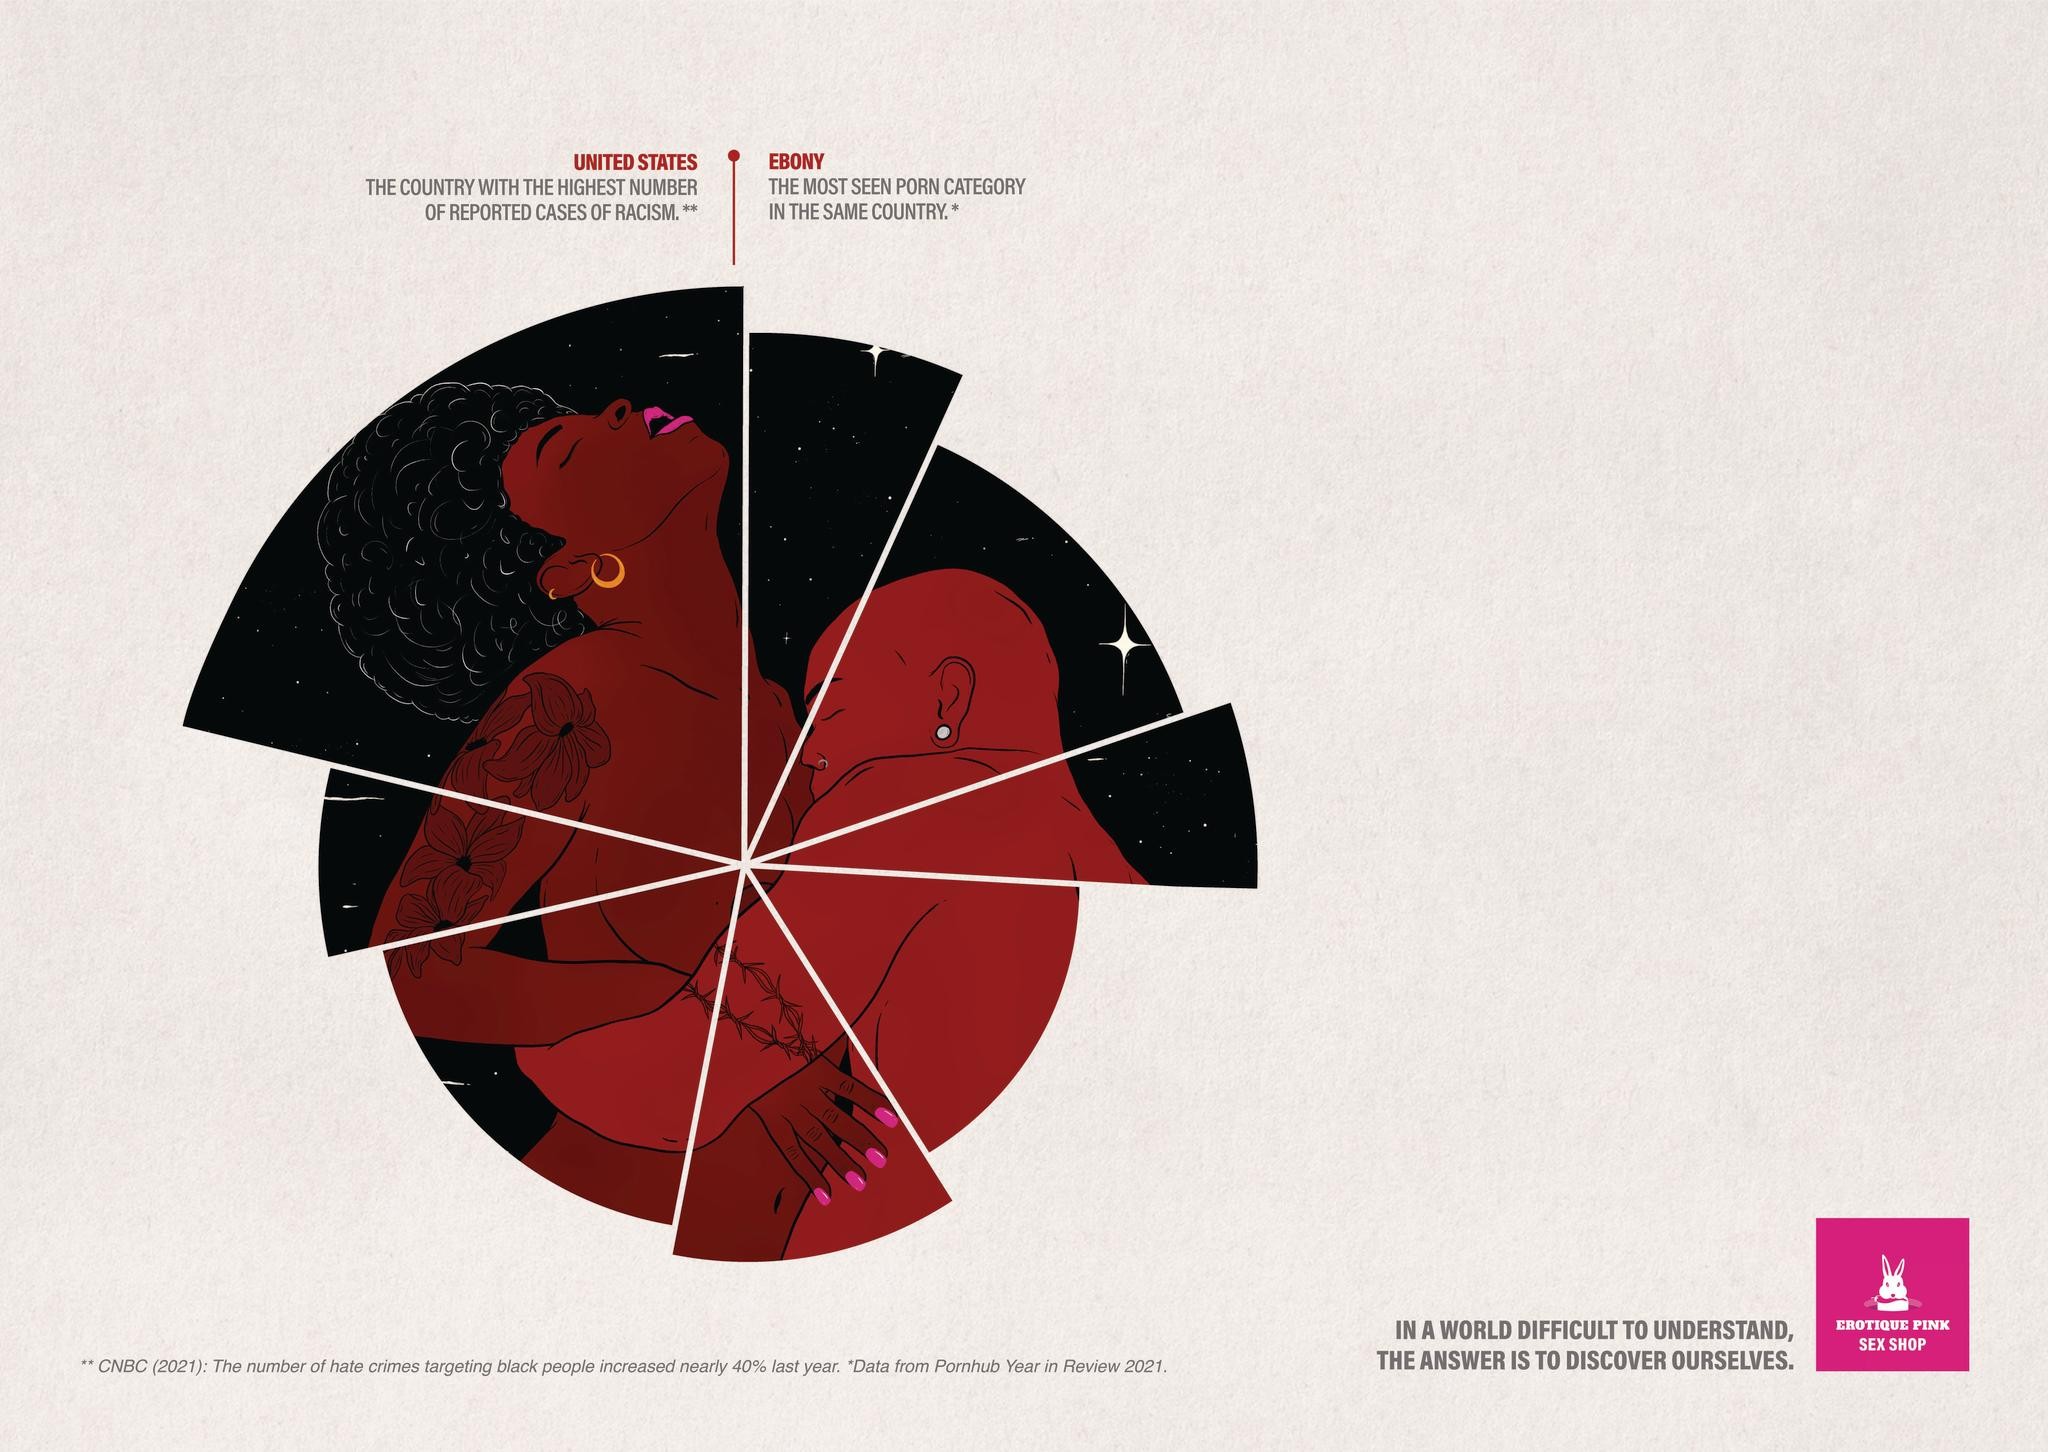 UNITED STATES
THE COUNTRY WITH THE HIGHEST NUMBER
OF REPORTED CASES OF RACISM. **
EBONY
THE MOST SEEN PORN CATEGORY
IN THE SAME COUNTRY. *
IN A WORLD DIFFICULT TO UNDERSTAND,
THE ANSWER IS TO DISCOVER OURSELVES.
EROTIQUE PINK
SEX SHOP
** CNBC (2021): The number of hate crimes targeting black people increased nearly 40% last year. *Data from Pornhub Year in Review 2021.